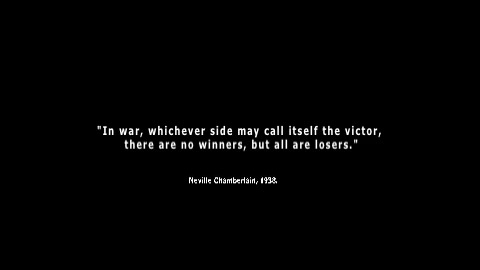 "In war, whichever side may call itself the victor,
there are no winners, but all are losers."
Neville Chamberlain, 1938.